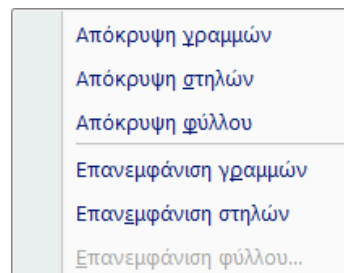 Απόκρυψη γραμμών
Απόκρυψη στηλών
Απόκρυψη φύλλου
Επανεμφάνιση γραμμών
Επανεμφάνιση στηλών
Επανεμφάνιση φύλλου...